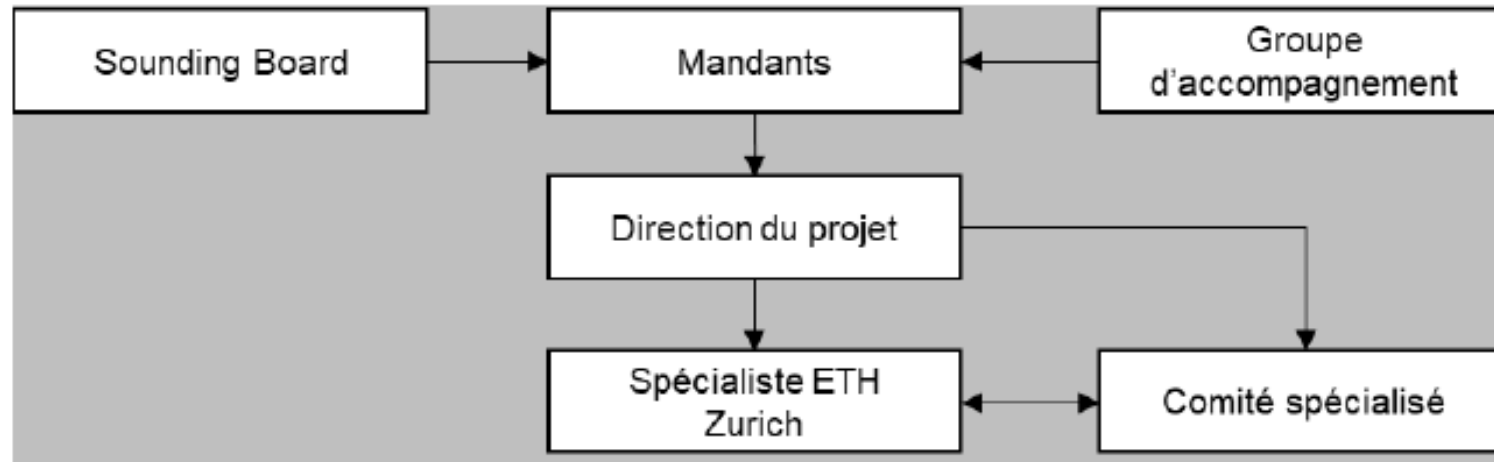 Sounding Board
Mandants
Groupe
d'accompagnement
Direction du projet
Spécialiste ETH
Zurich
Comité spécialisé